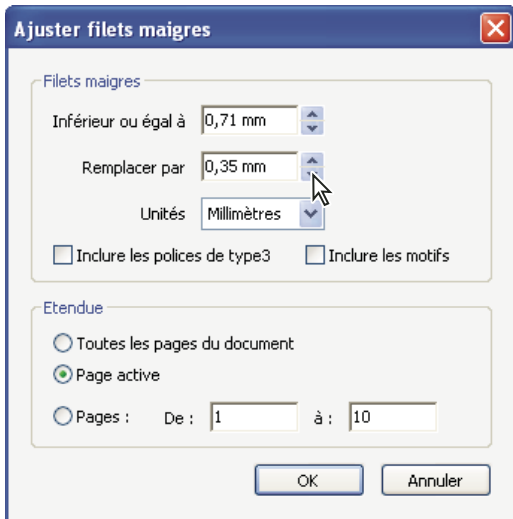 Ajuster filets maigres
Filets maigres
Inférieur ou égal à 0,71 mm
Remplacer par 0,35 mm
Unités Millimètres
Inclure les polices de type3 Inclure les motifs
Etendue
Toutes les pages du document
Page active
Pages : De : 1 à : 10
OK Annuler